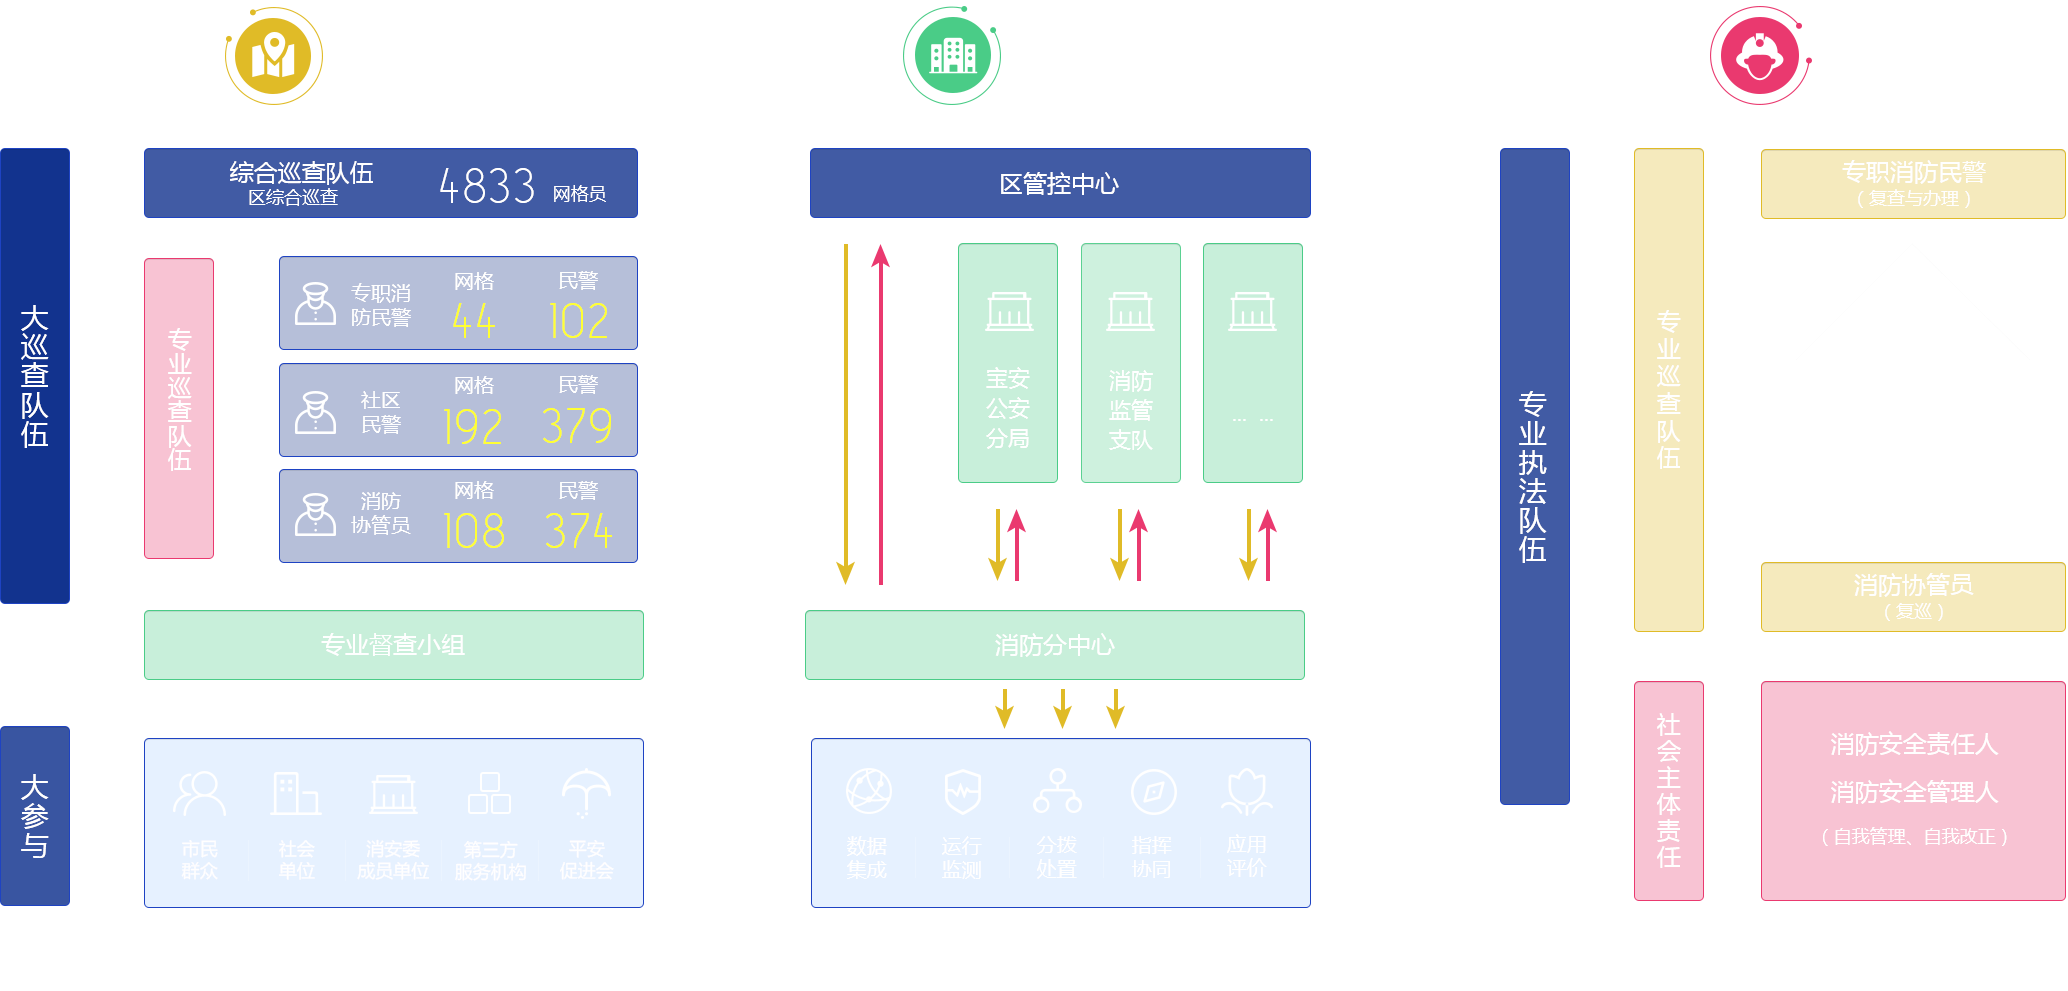 大巡查队伍
综合巡查队伍
区综合巡查
4833 网格员
专业巡查队伍
专职消
防民警
网格 民警
44 102
社区
民警
网格 民警
192 379
消防
协管员
网格 民警
108 374
专业督查小组
大参与
市民
群众
社会
单位
消安委
成员单位
第三方
服务机构
平安
促进会
区管控中心
宝安
公安
分局
消防
监管
支队
... ...
消防分中心
数据
集成
运行
监测
分拨
处置
指挥
协同
应用
评价
专业执法队伍
专业巡查队伍
专职消防民警
（复查与办理）
消防协管员
（复巡）
社会主体责任
消防安全责任人
消防安全管理人
（自我管理、自我改正）